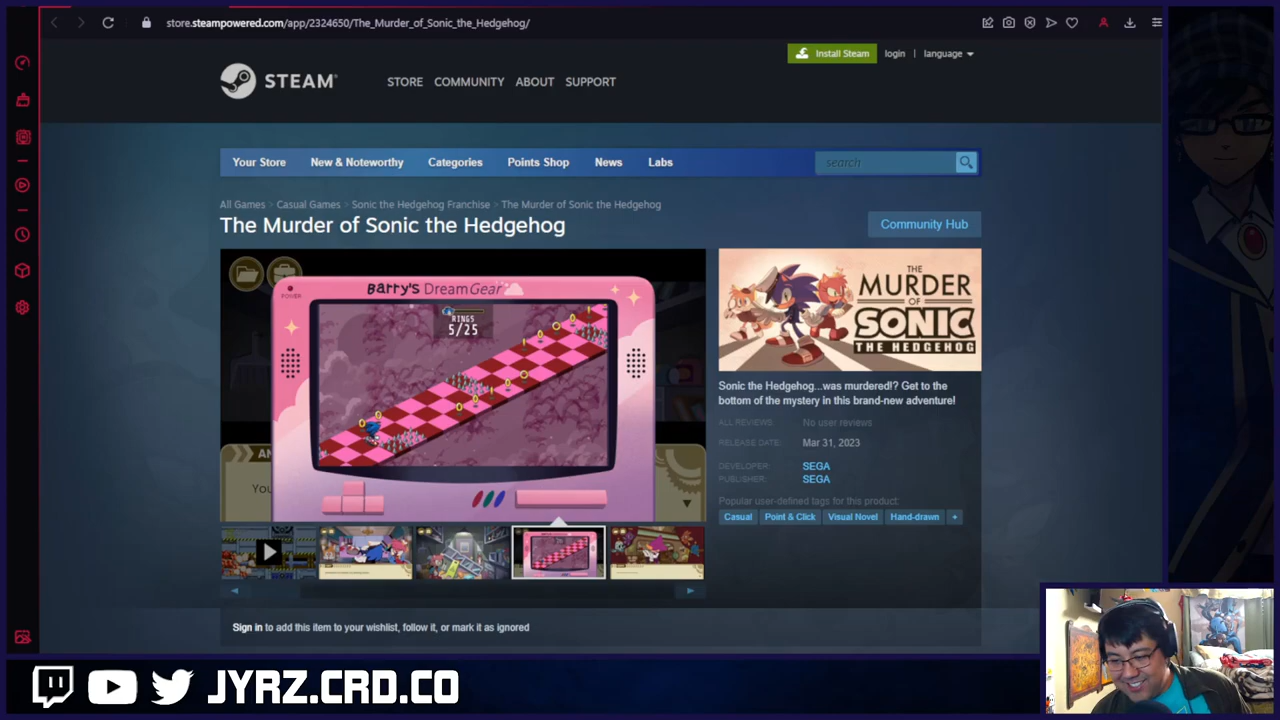 store.steampowered.com/app/2324650/The_Murder_of_Sonic_the_Hedgehog/
Install Steam
login
language
STEAM®
STORE
COMMUNITY
ABOUT
SUPPORT
Your Store
New & Noteworthy
Categories
Points Shop
News
Labs
search
All Games > Casual Games > Sonic the Hedgehog Franchise > The Murder of Sonic the Hedgehog
The Murder of Sonic the Hedgehog
Community Hub
POWER
Barry's DreamGear
RINGS
5/25
AN
You
THE
MURDER
OF
SONIC
THE HEDGEHOG
Sonic the Hedgehog...was murdered!? Get to the
bottom of the mystery in this brand-new adventure!
ALL REVIEWS: No user reviews
RELEASE DATE: Mar 31, 2023
DEVELOPER: SEGA
PUBLISHER: SEGA
Popular user-defined tags for this product:
Casual
Point & Click
Visual Novel
Hand-drawn
+
Sign in to add this item to your wishlist, follow it, or mark it as ignored
JYRZ.CRD.CO